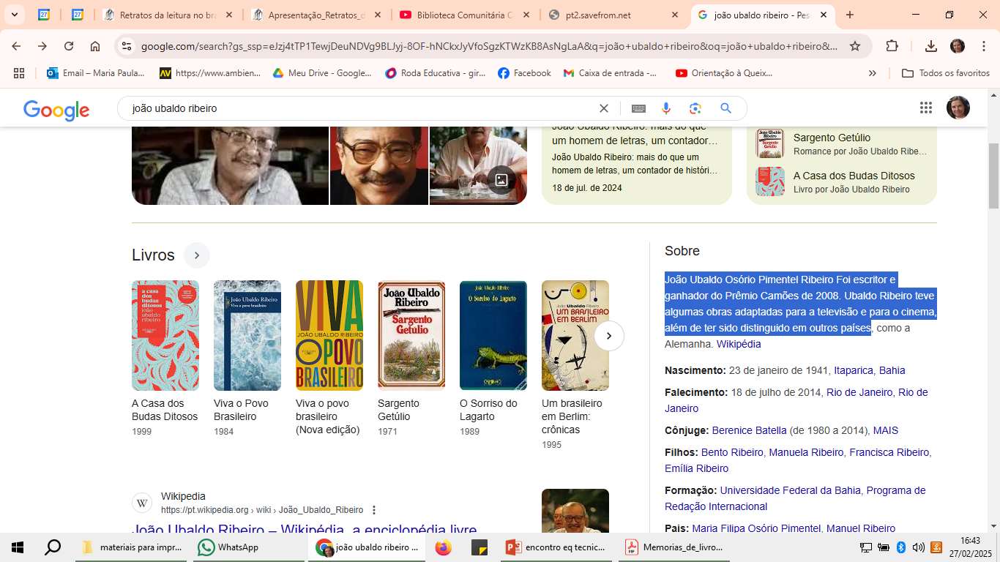 Retratos da leitura no bra
Apresentação_Retratos_d
Biblioteca Comunitária C
pt2.savefrom.net
joão ubaldo ribeiro - Pes
google.com/search?gs_ssp=eJzj4tTP1TewjDeuNDVg9BLJyj-8OF-hNCkxJyVfoSgzKTWzKB8AsNgLaA&q=joão+ubaldo+ribeiro&oq=joão+ubaldo+ribeiro&...
Email – Maria Paula...
https://www.ambien...
Meu Drive - Google...
Roda Educativa - gir...
Facebook
Caixa de entrada -...
Orientação à Queix...
Todos os favoritos
Google
joão ubaldo ribeiro
João Ubaldo Ribeiro: mais do que
um homem de letras, um contador…
João Ubaldo Ribeiro: mais do que um
homem de letras, um contador de históri…
18 de jul. de 2024
João Ubaldo Ribeiro
Sargento Getúlio
Sargento Getúlio
Romance por João Ubaldo Ribe…
A Casa dos Budas Ditosos
Livro por João Ubaldo Ribeiro
Livros
a casa
dos
budas
ditosos
joão
ubaldo
ribeiro
João Ubaldo Ribeiro
Viva o povo brasileiro
VIVA
JOÃO UBALDO RIBEIRO
O POVO
BRASILEIRO
João Ubaldo
Ribeiro
Sargento
Getúlio
João Ubaldo Ribeiro
O Sorriso do Lagarto
João Ubaldo Ribeiro
UM BRASILEIRO
EM BERLIM
A Casa dos
Budas Ditosos
1999
Viva o Povo
Brasileiro
1984
Viva o povo
brasileiro
(Nova edição)
Sargento
Getúlio
1971
O Sorriso do
Lagarto
1989
Um brasileiro
em Berlim:
crônicas
1995
W
Wikipedia
https://pt.wikipedia.org › wiki › João_Ubaldo_Ribeiro
João Ubaldo Ribeiro – Wikipédia, a enciclopédia livre
Sobre
João Ubaldo Osório Pimentel Ribeiro Foi escritor e
ganhador do Prêmio Camões de 2008. Ubaldo Ribeiro teve
algumas obras adaptadas para a televisão e para o cinema,
além de ter sido distinguido em outros países, como a
Alemanha. Wikipédia
Nascimento: 23 de janeiro de 1941, Itaparica, Bahia
Falecimento: 18 de julho de 2014, Rio de Janeiro, Rio de
Janeiro
Cônjuge: Berenice Batella (de 1980 a 2014), MAIS
Filhos: Bento Ribeiro, Manuela Ribeiro, Francisca Ribeiro,
Emília Ribeiro
Formação: Universidade Federal da Bahia, Programa de
Redação Internacional
Pais: Maria Filipa Osório Pimentel, Manuel Ribeiro
materiais para impr...
WhatsApp
joão ubaldo ribeiro ...
encontro eq tecnic...
Memorias_de_livro...
16:43
27/02/2025